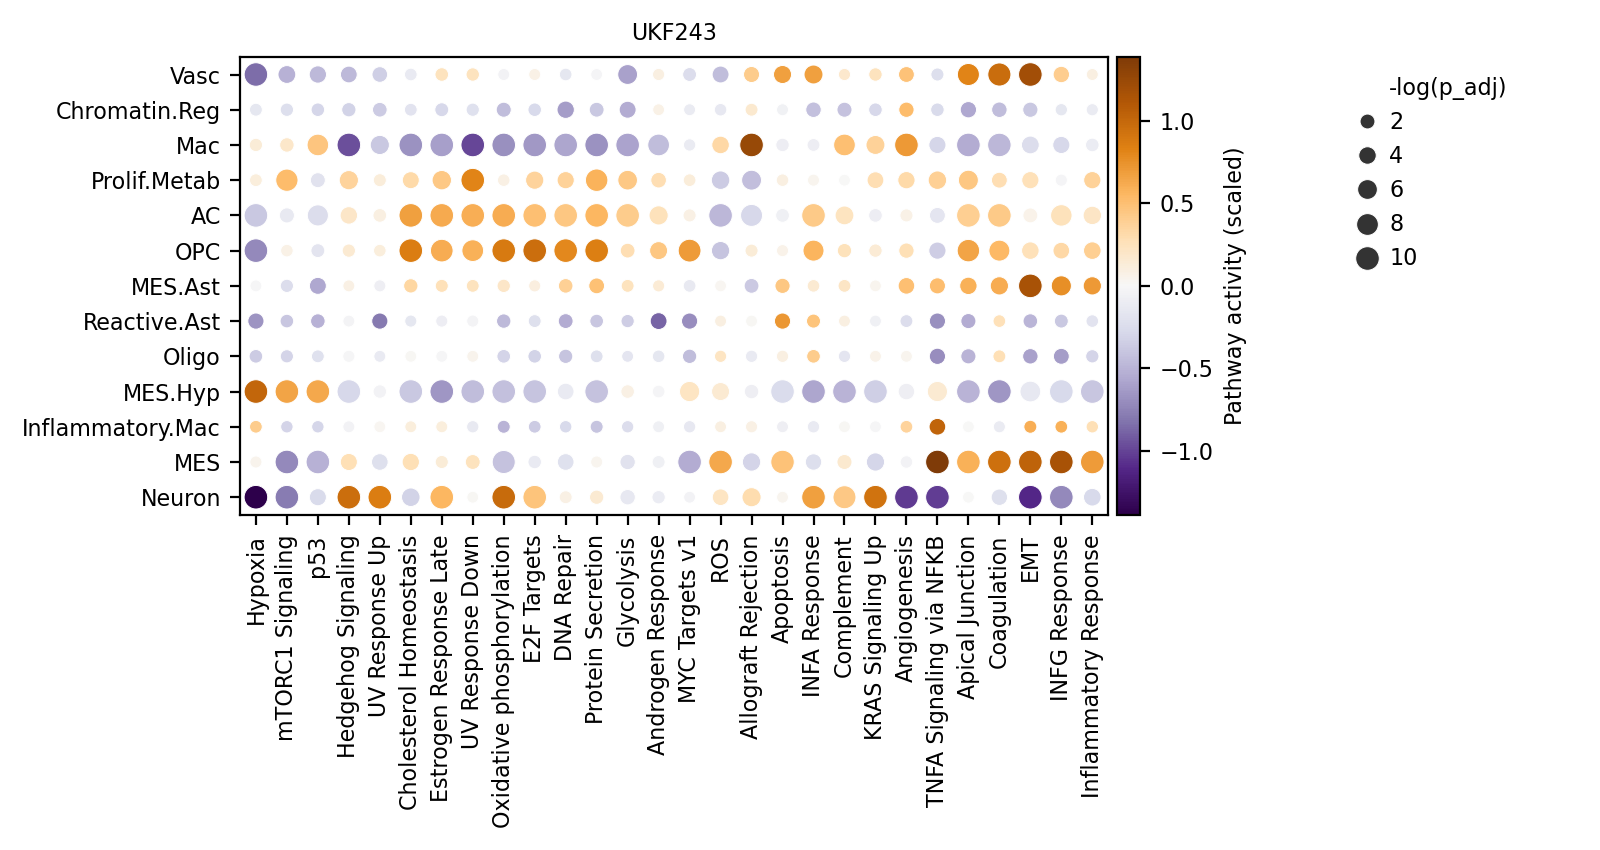 UKF243
Vasc
Chromatin.Reg
Mac
Prolif.Metab
AC
OPC
MES.Ast
Reactive.Ast
Oligo
MES.Hyp
Inflammatory.Mac
MES
Neuron
Hypoxia
mTORC1 Signaling
p53
Hedgehog Signaling
UV Response Up
Cholesterol Homeostasis
Estrogen Response Late
UV Response Down
Oxidative phosphorylation
E2F Targets
DNA Repair
Protein Secretion
Glycolysis
Androgen Response
MYC Targets v1
ROS
Allograft Rejection
Apoptosis
INFA Response
Complement
KRAS Signaling Up
Angiogenesis
TNFA Signaling via NFKB
Apical Junction
Coagulation
EMT
INFG Response
Inflammatory Response
1.0
0.5
0.0
−0.5
−1.0
Pathway activity (scaled)
-log(p_adj)
2
4
6
8
10